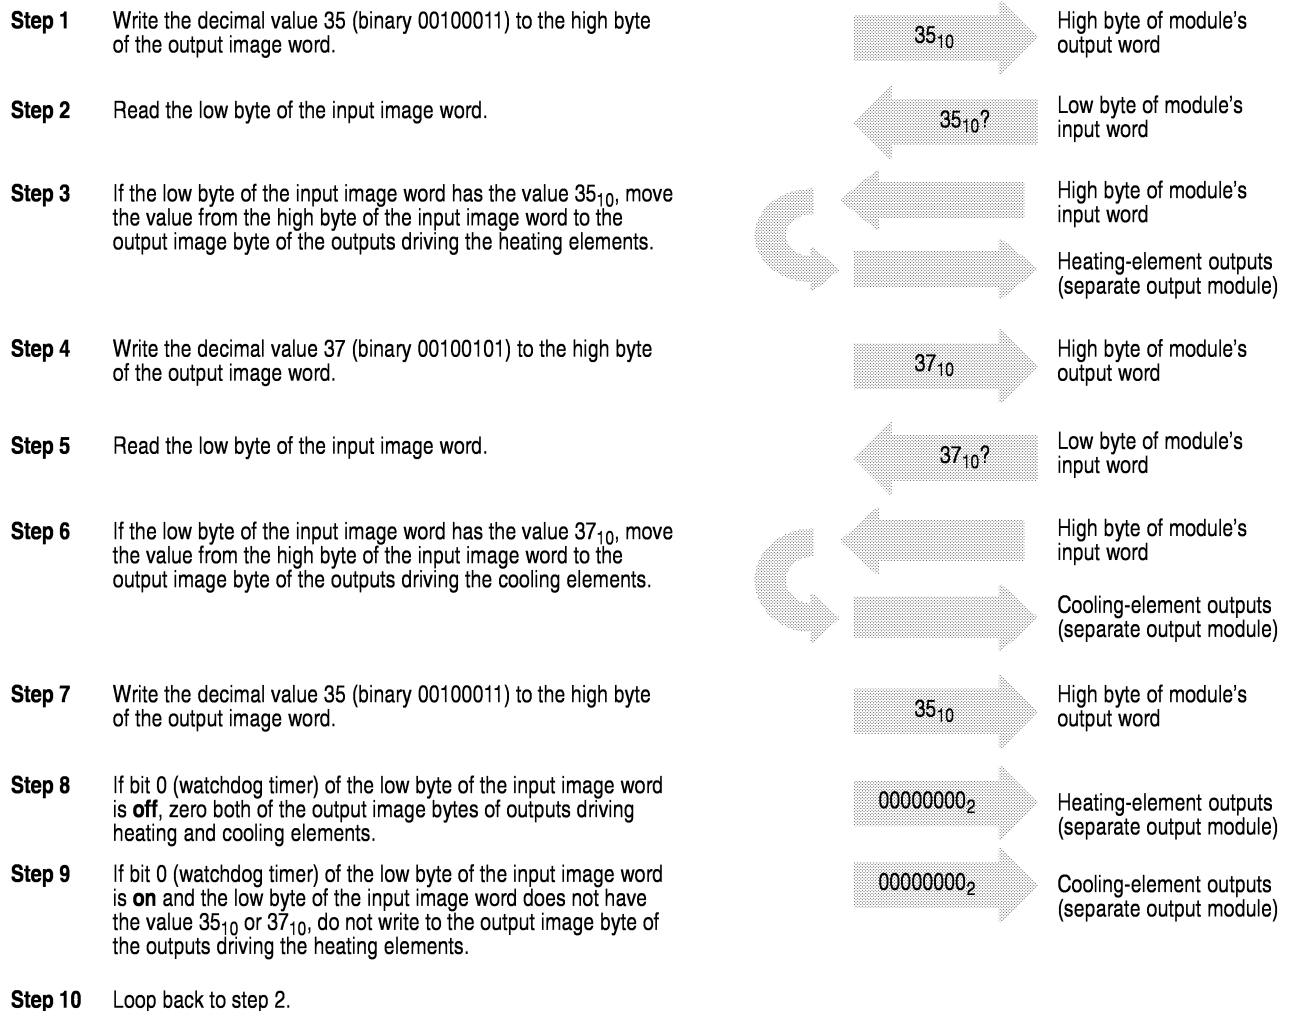 Step 1 Write the decimal value 35 (binary 00100011) to the high byte
of the output image word.
35₁₀
High byte of module's
output word
Step 2 Read the low byte of the input image word.
35₁₀?
Low byte of module's
input word
Step 3 If the low byte of the input image word has the value 35₁₀, move
the value from the high byte of the input image word to the
output image byte of the outputs driving the heating elements.
High byte of module's
input word
Heating-element outputs
(separate output module)
Step 4 Write the decimal value 37 (binary 00100101) to the high byte
of the output image word.
37₁₀
High byte of module's
output word
Step 5 Read the low byte of the input image word.
37₁₀?
Low byte of module's
input word
Step 6 If the low byte of the input image word has the value 37₁₀, move
the value from the high byte of the input image word to the
output image byte of the outputs driving the cooling elements.
High byte of module's
input word
Cooling-element outputs
(separate output module)
Step 7 Write the decimal value 35 (binary 00100011) to the high byte
of the output image word.
35₁₀
High byte of module's
output word
Step 8 If bit 0 (watchdog timer) of the low byte of the input image word
is off, zero both of the output image bytes of outputs driving
heating and cooling elements.
00000000₂
Heating-element outputs
(separate output module)
Step 9 If bit 0 (watchdog timer) of the low byte of the input image word
is on and the low byte of the input image word does not have
the value 35₁₀ or 37₁₀, do not write to the output image byte of
the outputs driving the heating elements.
00000000₂
Cooling-element outputs
(separate output module)
Step 10 Loop back to step 2.